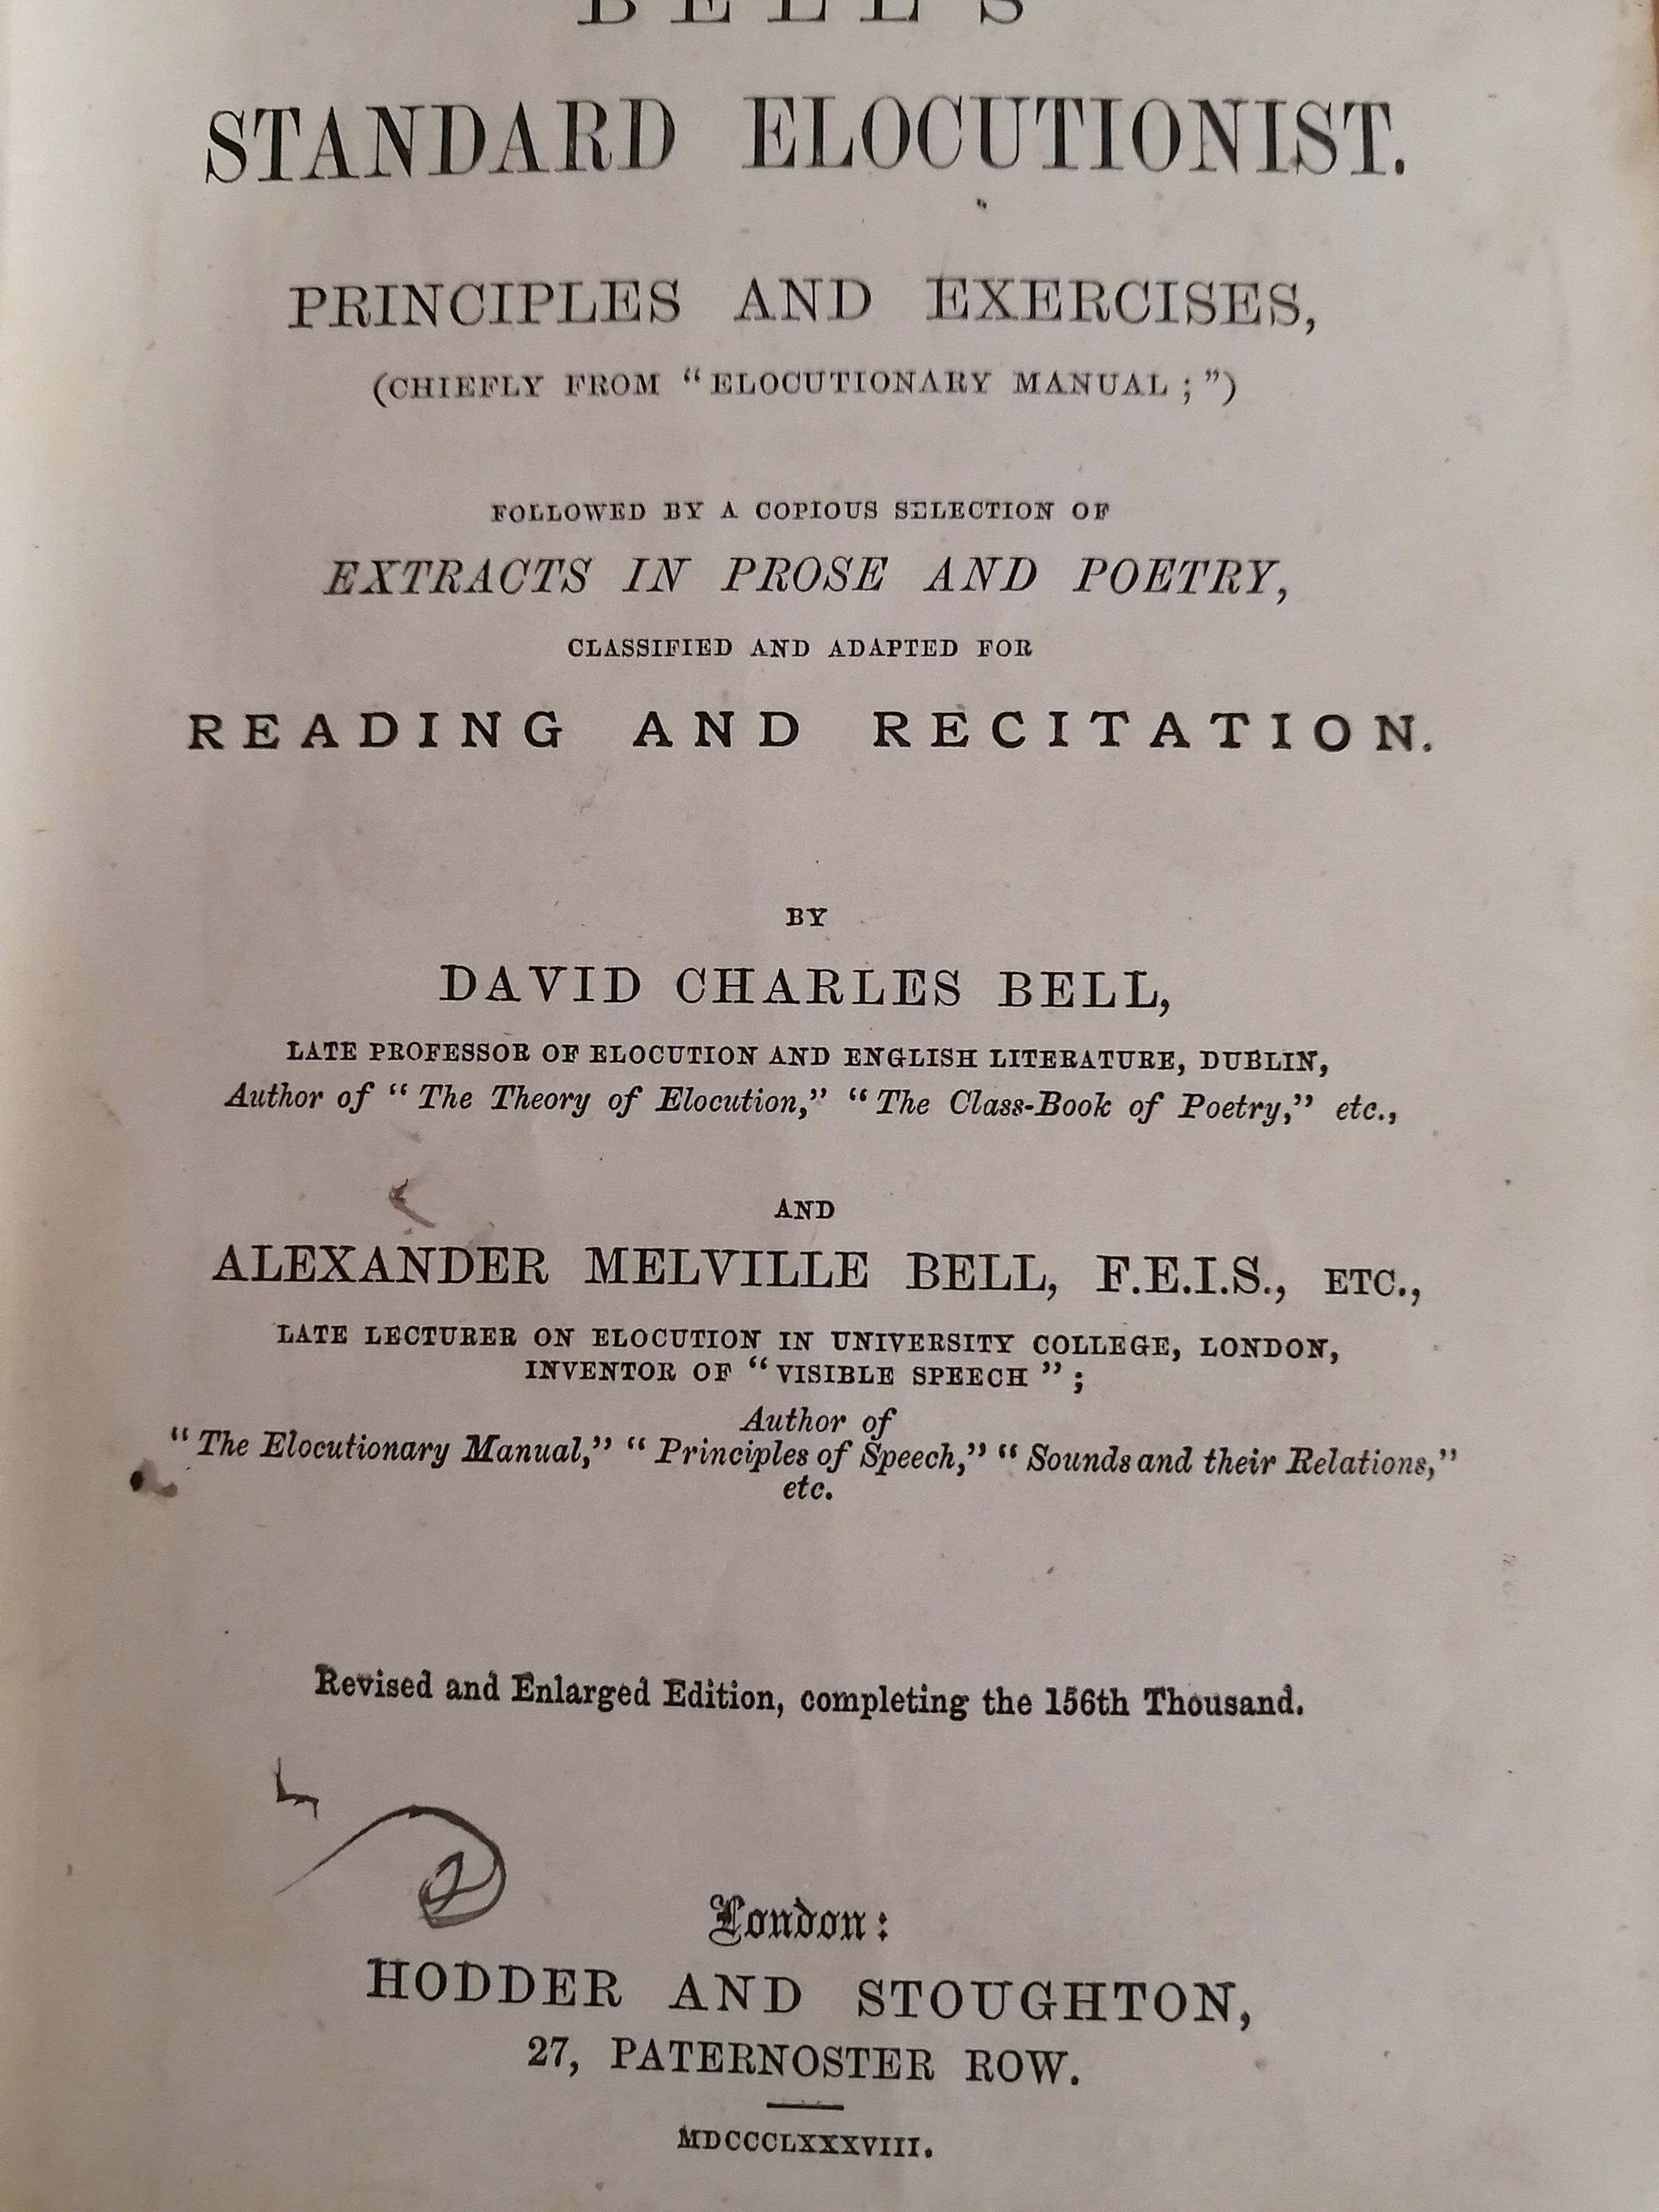 BELL'S
STANDARD ELOCUTIONIST.
PRINCIPLES AND EXERCISES,
(CHIEFLY FROM “ELOCUTIONARY MANUAL;”)
FOLLOWED BY A COPIOUS SELECTION OF
EXTRACTS IN PROSE AND POETRY,
CLASSIFIED AND ADAPTED FOR
READING AND RECITATION.
BY
DAVID CHARLES BELL,
LATE PROFESSOR OF ELOCUTION AND ENGLISH LITERATURE, DUBLIN,
Author of “The Theory of Elocution,” “The Class-Book of Poetry,” etc.,
AND
ALEXANDER MELVILLE BELL, F.E.I.S., ETC.,
LATE LECTURER ON ELOCUTION IN UNIVERSITY COLLEGE, LONDON,
INVENTOR OF “VISIBLE SPEECH”;
Author of
“The Elocutionary Manual,” “Principles of Speech,” “Sounds and their Relations,”
etc.
Revised and Enlarged Edition, completing the 156th Thousand.
London:
HODDER AND STOUGHTON,
27, PATERNOSTER ROW.
MDCCCLXXXVIII.